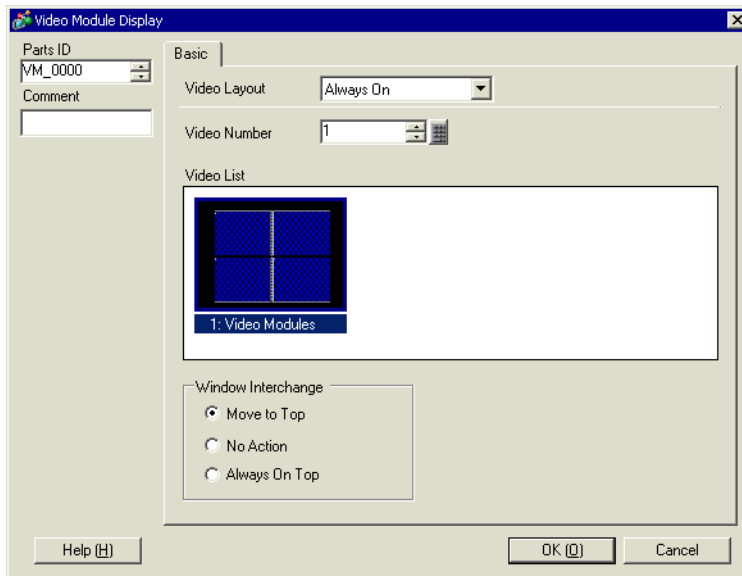 Video Module Display
Parts ID
VM_0000
Comment
Basic
Video Layout
Always On
Video Number
1
Video List
1: Video Modules
Window Interchange
Move to Top
No Action
Always On Top
Help (H)
OK (O)
Cancel